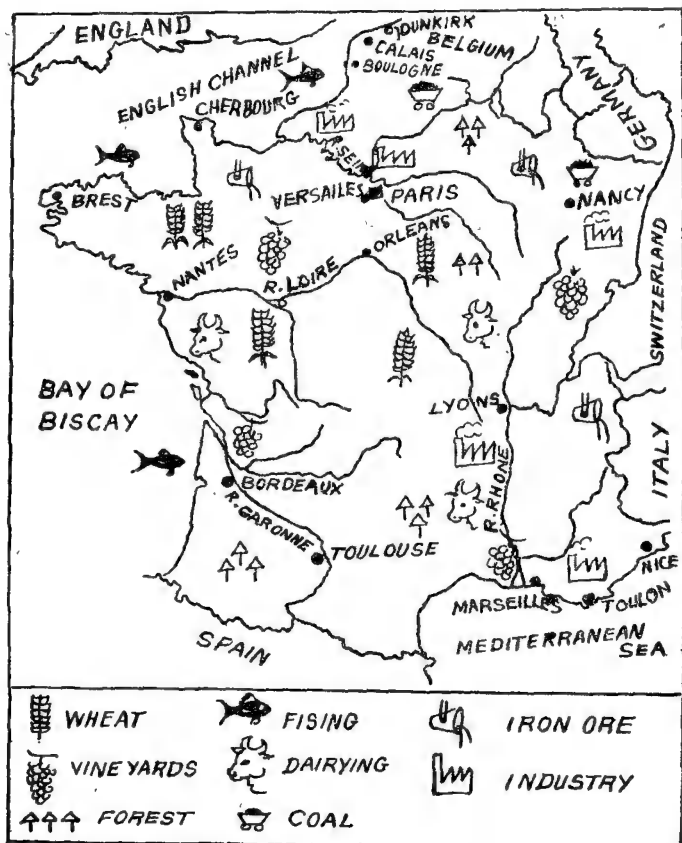 ENGLAND
DUNKIRK
BELGIUM
CALAIS
BOULOGNE
GERMANY
ENGLISH CHANNEL
CHERBOURG
R. SEIN
VERSAILES
PARIS
BREST
NANCY
ORLEANS
NANTES
R. LOIRE
SWITZERLAND
BAY OF
BISCAY
LYONS
ITALY
BORDEAUX
R. GARONNE
R. RHONE
TOULOUSE
NICE
MARSEILLES
TOULON
SPAIN
MEDITERRANEAN
SEA
WHEAT
FISING
IRON ORE
VINEYARDS
DAIRYING
INDUSTRY
FOREST
COAL